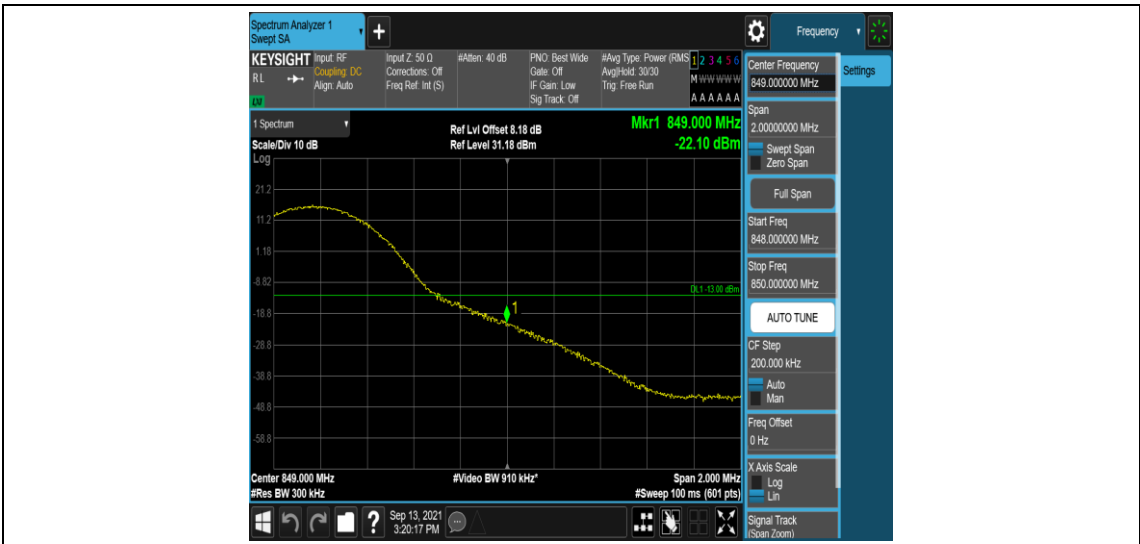 Spectrum Analyzer 1
Swept SA
Frequency
KEYSIGHT
RL
LXI
Input: RF
Coupling: DC
Align: Auto
Input Z: 50 Ω
Corrections: Off
Freq Ref: Int (S)
#Atten: 40 dB
PNO: Best Wide
Gate: Off
IF Gain: Low
Sig Track: Off
#Avg Type: Power (RMS
Avg|Hold: 30/30
Trig: Free Run
1 2 3 4 5 6
M W W W W W
A A A A A A
1 Spectrum
Scale/Div 10 dB
Ref Lvl Offset 8.18 dB
Ref Level 31.18 dBm
Mkr1 849.000 MHz
-22.10 dBm
Log
21.2
11.2
1.18
-8.82
DL1 -13.00 dBm
1
-18.8
-28.8
-38.8
-48.8
-58.8
Center 849.000 MHz
#Res BW 300 kHz
#Video BW 910 kHz*
Span 2.000 MHz
#Sweep 100 ms (601 pts)
Sep 13, 2021
3:20:17 PM
Settings
Center Frequency
849.000000 MHz
Span
2.00000000 MHz
Swept Span
Zero Span
Full Span
Start Freq
848.000000 MHz
Stop Freq
850.000000 MHz
AUTO TUNE
CF Step
200.000 kHz
Auto
Man
Freq Offset
0 Hz
X Axis Scale
Log
Lin
Signal Track
(Span Zoom)